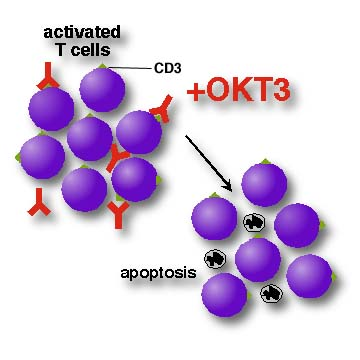 activated
T cells
CD3
+OKT3
apoptosis